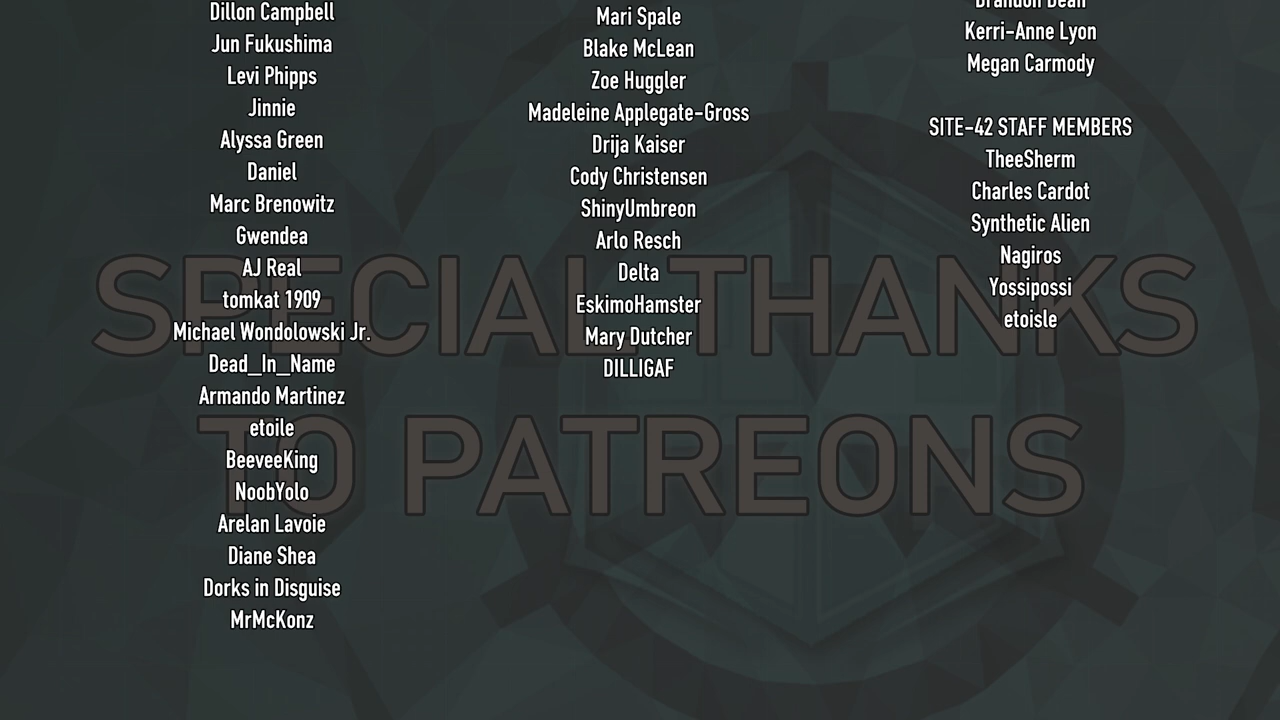 Dillon Campbell
Jun Fukushima
Levi Phipps
Jinnie
Alyssa Green
Daniel
Marc Brenowitz
Gwendea
AJ Real
tomkat 1909
Michael Wondolowski Jr.
Dead_In_Name
Armando Martinez
etoile
BeeveeKing
NoobYolo
Arelan Lavoie
Diane Shea
Dorks in Disguise
MrMcKonz
Mari Spale
Blake McLean
Zoe Huggler
Madeleine Applegate-Gross
Drija Kaiser
Cody Christensen
ShinyUmbreon
Arlo Resch
Delta
EskimoHamster
Mary Dutcher
DILLIGAF
Brandon Dean
Kerri-Anne Lyon
Megan Carmody
SITE-42 STAFF MEMBERS
TheeSherm
Charles Cardot
Synthetic Alien
Nagiros
Yossipossi
etoisle
SPECIAL THANKS
TO PATREONS